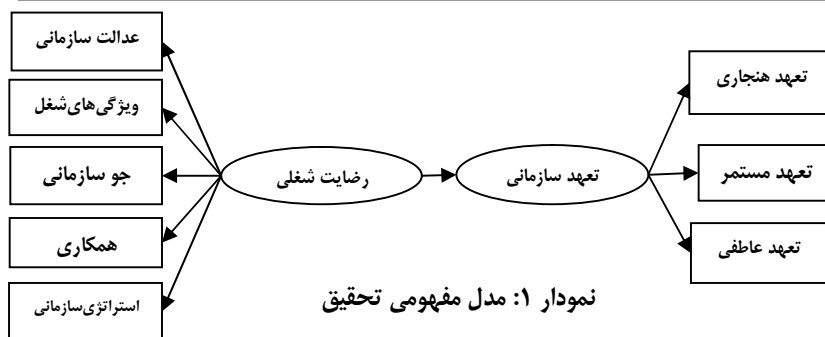 عدالت سازمانی
ویژگی‌های‌شغل
جو سازمانی
همکاری
استراتژی‌سازمانی
رضایت شغلی
تعهد سازمانی
تعهد هنجاری
تعهد مستمر
تعهد عاطفی
نمودار ۱: مدل مفهومی تحقیق